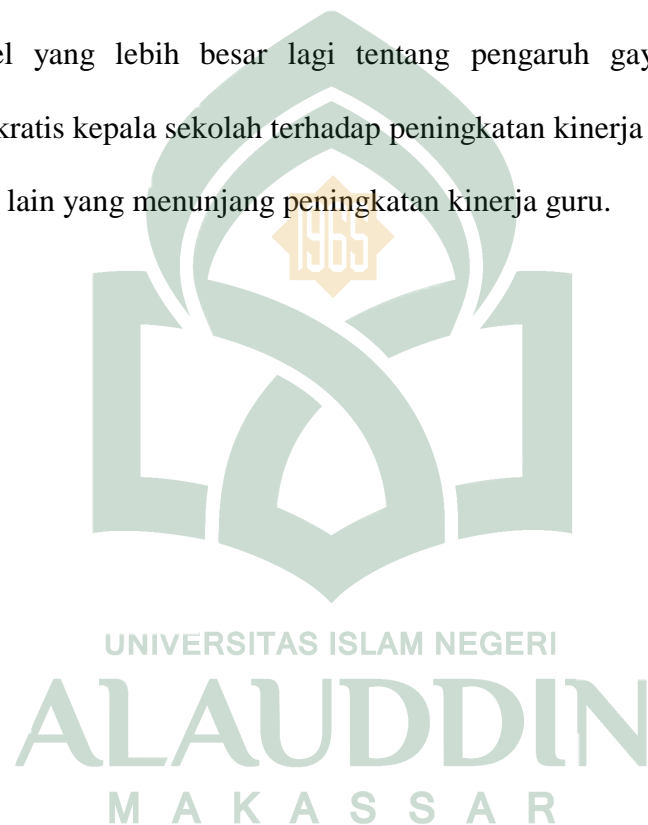 el yang lebih besar lagi tentang pengaruh gay
kratis kepala sekolah terhadap peningkatan kinerja
lain yang menunjang peningkatan kinerja guru.
1965
UNIVERSITAS ISLAM NEGERI
ALAUDDIN
MAKASSAR